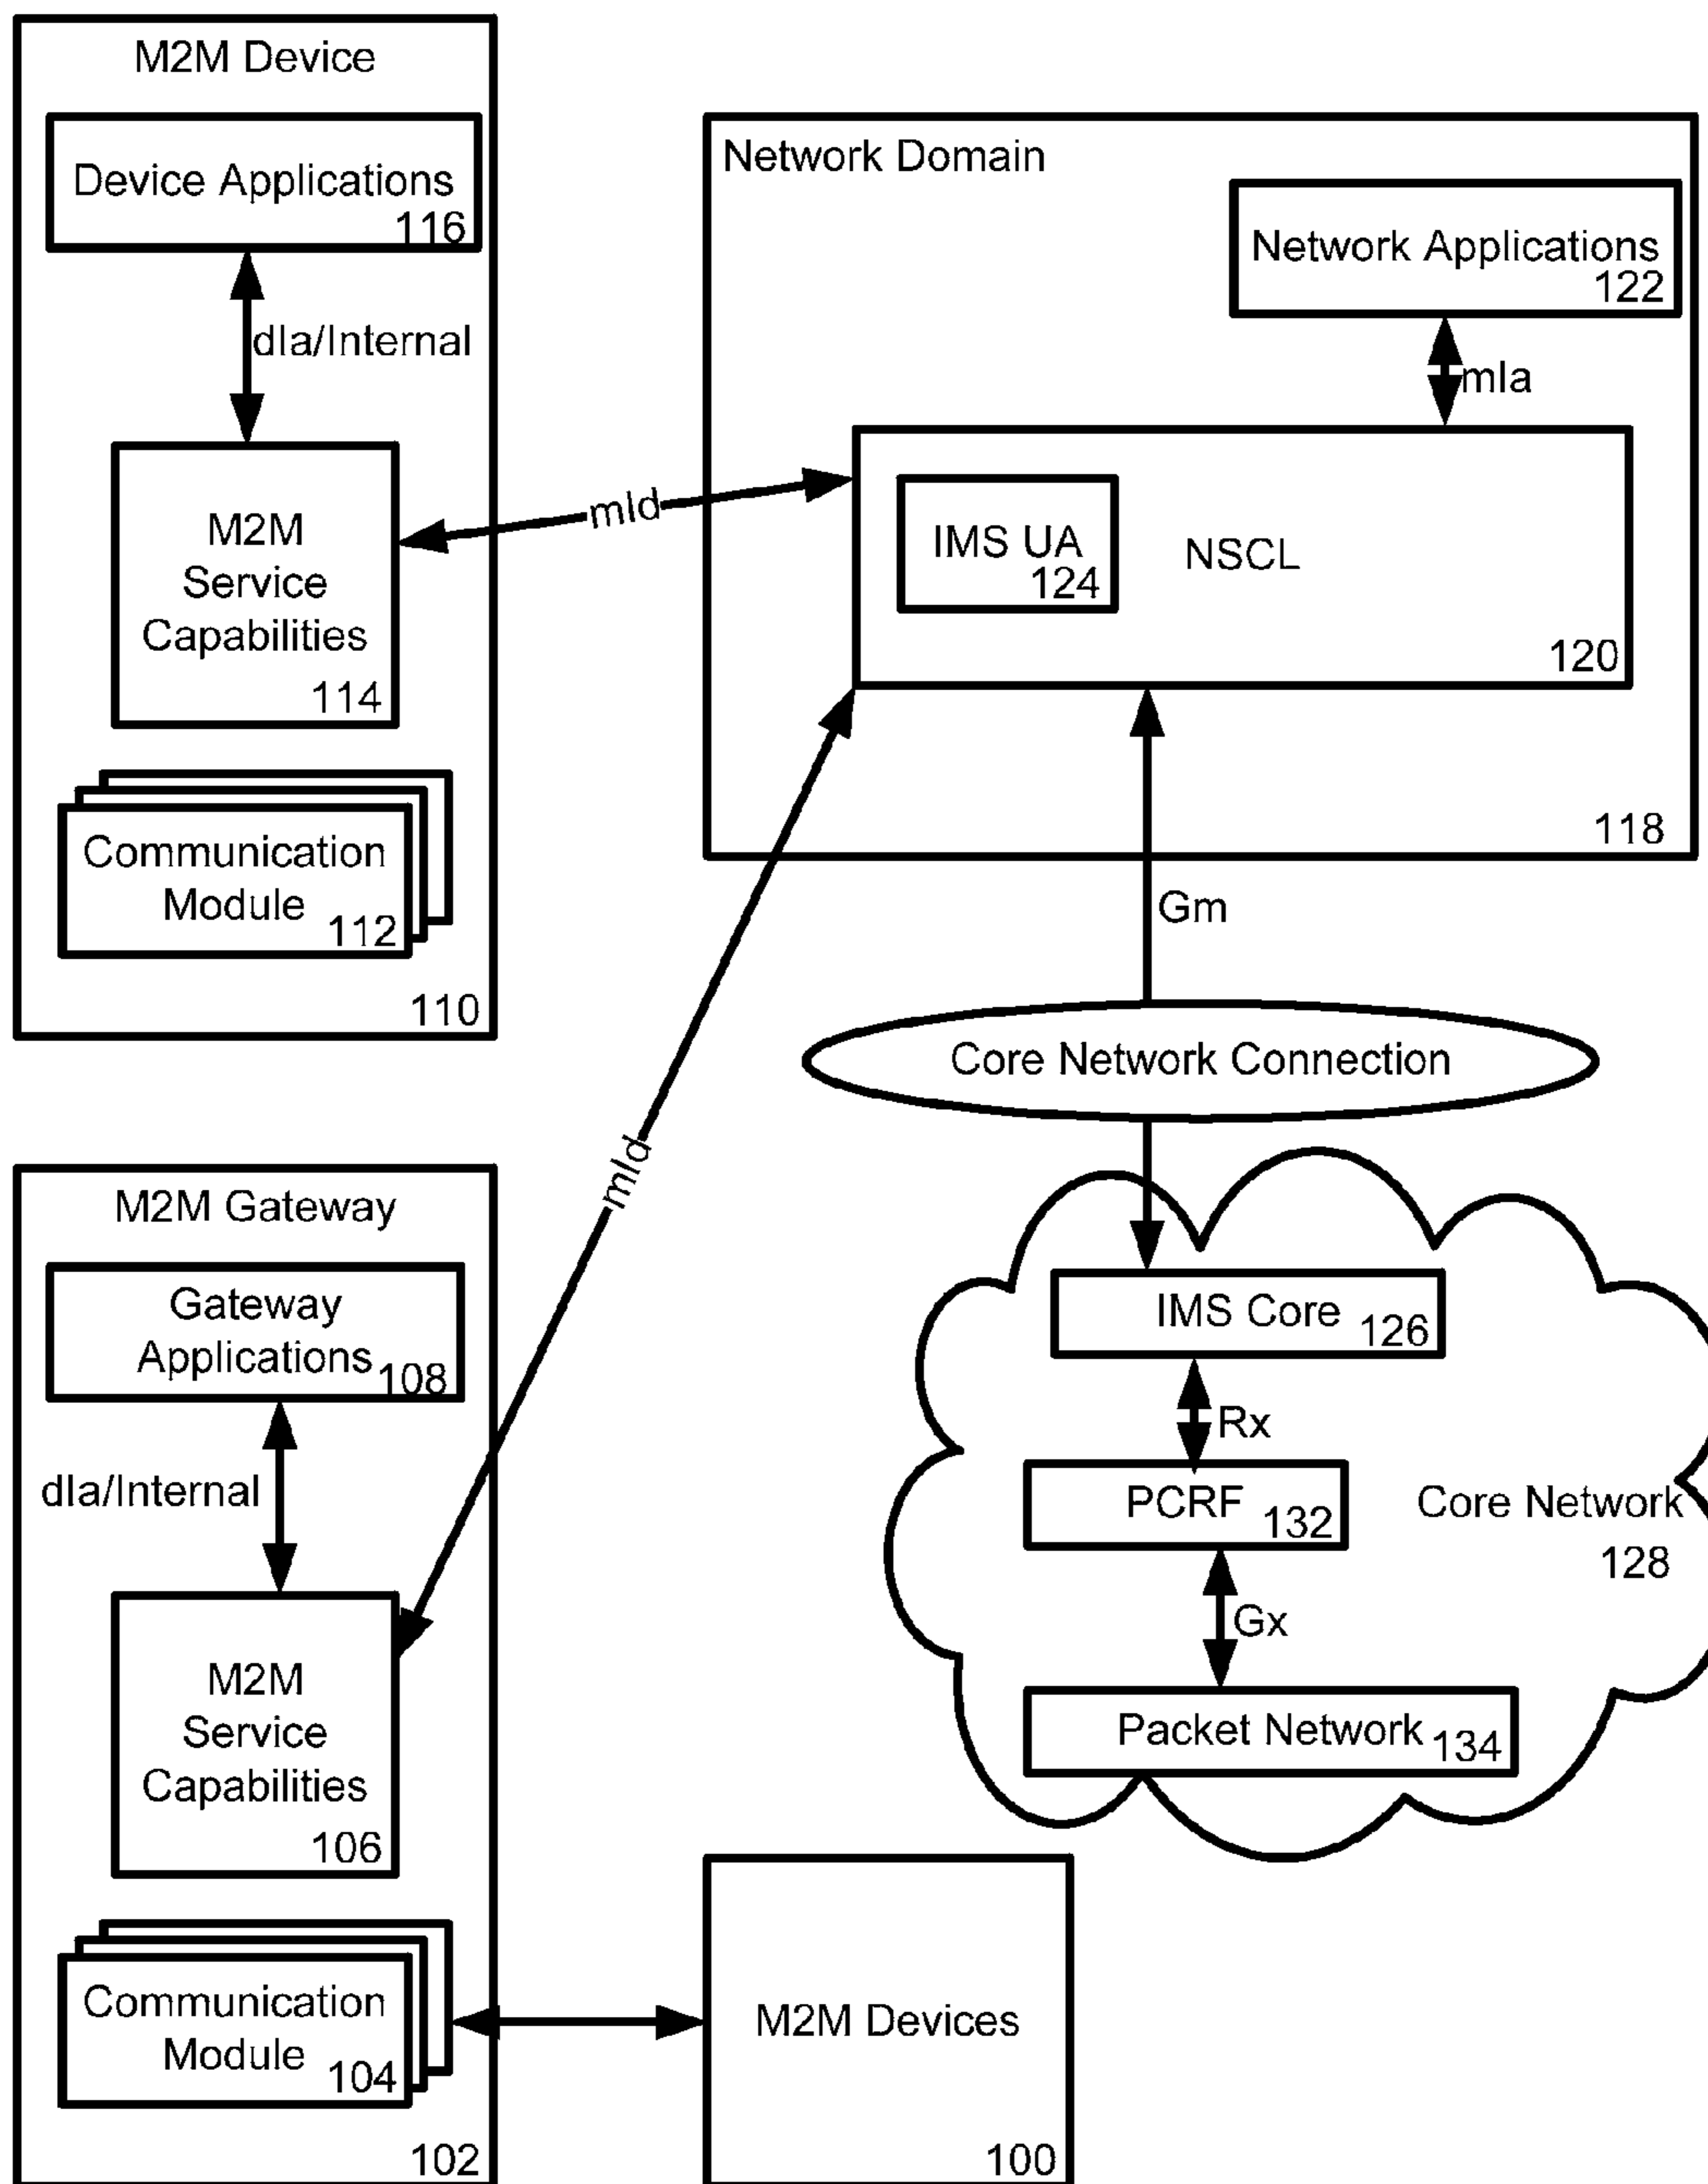 M2M Device
Device Applications
116
dIa/Internal
M2M
Service
Capabilities
114
Communication
Module
112
110
mId
Network Domain
Network Applications
122
mIa
IMS UA
124
NSCL
120
118
Gm
Core Network Connection
mId
M2M Gateway
Gateway
Applications
108
dIa/Internal
M2M
Service
Capabilities
106
Communication
Module
104
102
IMS Core
126
Rx
PCRF
132
Core Network
128
Gx
Packet Network
134
M2M Devices
100